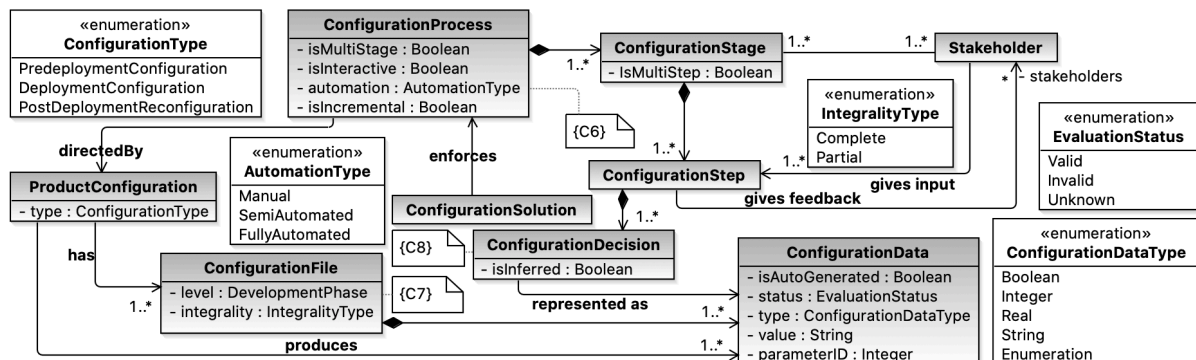 «enumeration»
ConfigurationType
PredeploymentConfiguration
DeploymentConfiguration
PostDeploymentReconfiguration
ConfigurationProcess
- isMultiStage : Boolean
- isInteractive : Boolean
- automation : AutomationType
- isIncremental : Boolean
1..*
ConfigurationStage
- IsMultiStep : Boolean
1..*
1..*
Stakeholder
* - stakeholders
{C6}
«enumeration»
IntegralityType
Complete
Partial
«enumeration»
EvaluationStatus
Valid
Invalid
Unknown
directedBy
«enumeration»
AutomationType
Manual
SemiAutomated
FullyAutomated
enforces
1..*
ConfigurationStep
1..*
gives input
gives feedback
ProductConfiguration
- type : ConfigurationType
ConfigurationSolution
1..*
has
{C8}
ConfigurationDecision
- isInferred : Boolean
represented as
ConfigurationFile
- level : DevelopmentPhase
- integrality : IntegralityType
1..*
{C7}
1..*
produces
1..*
ConfigurationData
- isAutoGenerated : Boolean
- status : EvaluationStatus
- type : ConfigurationDataType
- value : String
- parameterID : Integer
«enumeration»
ConfigurationDataType
Boolean
Integer
Real
String
Enumeration